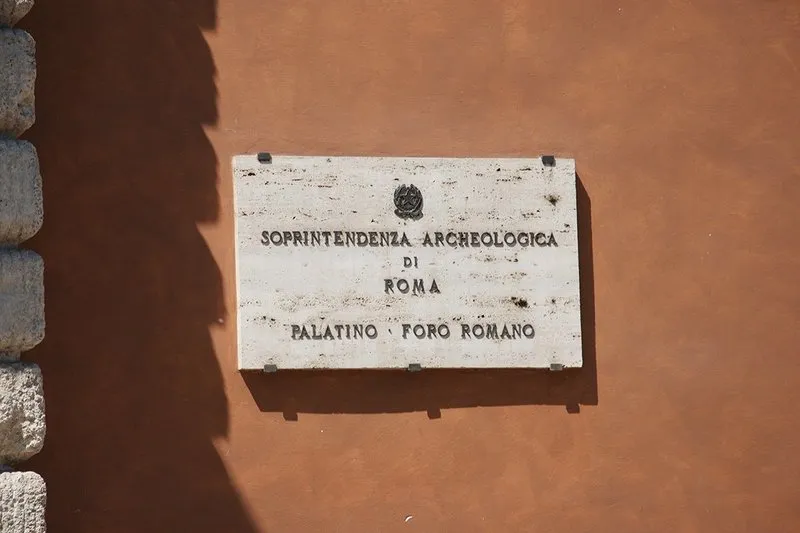 SOPRINTENDENZA ARCHEOLOGICA
DI
ROMA
PALATINO · FORO ROMANO